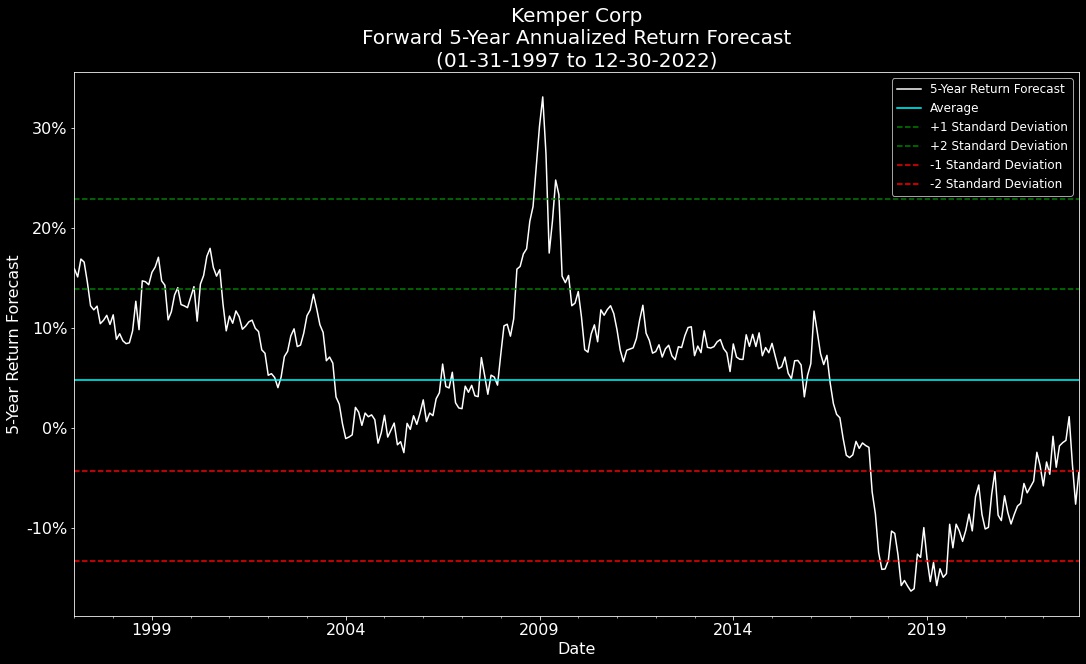 Kemper Corp
Forward 5-Year Annualized Return Forecast
(01-31-1997 to 12-30-2022)
5-Year Return Forecast
Average
+1 Standard Deviation
+2 Standard Deviation
-1 Standard Deviation
-2 Standard Deviation
5-Year Return Forecast
30%
20%
10%
0%
-10%
1999
2004
2009
2014
2019
Date